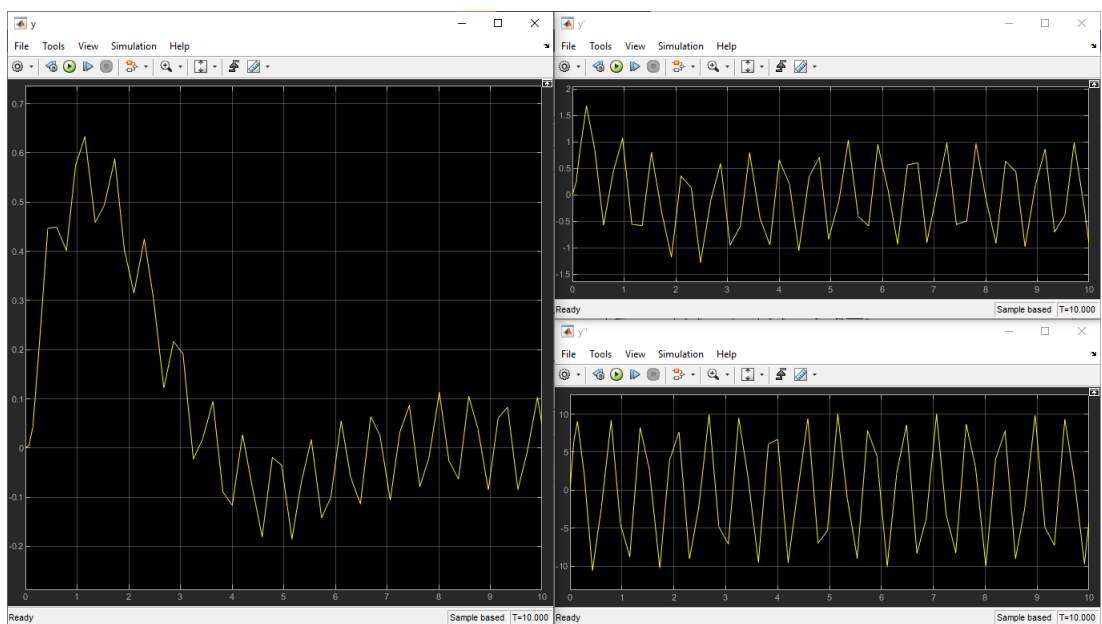 y
File Tools View Simulation Help
0.7
0.6
0.5
0.4
0.3
0.2
0.1
0
-0.1
-0.2
0 1 2 3 4 5 6 7 8 9 10
Ready Sample based T=10.000
y'
File Tools View Simulation Help
2
1.5
1
0.5
0
-0.5
-1
-1.5
0 1 2 3 4 5 6 7 8 9 10
Ready Sample based T=10.000
y''
File Tools View Simulation Help
10
5
0
-5
-10
0 1 2 3 4 5 6 7 8 9 10
Ready Sample based T=10.000